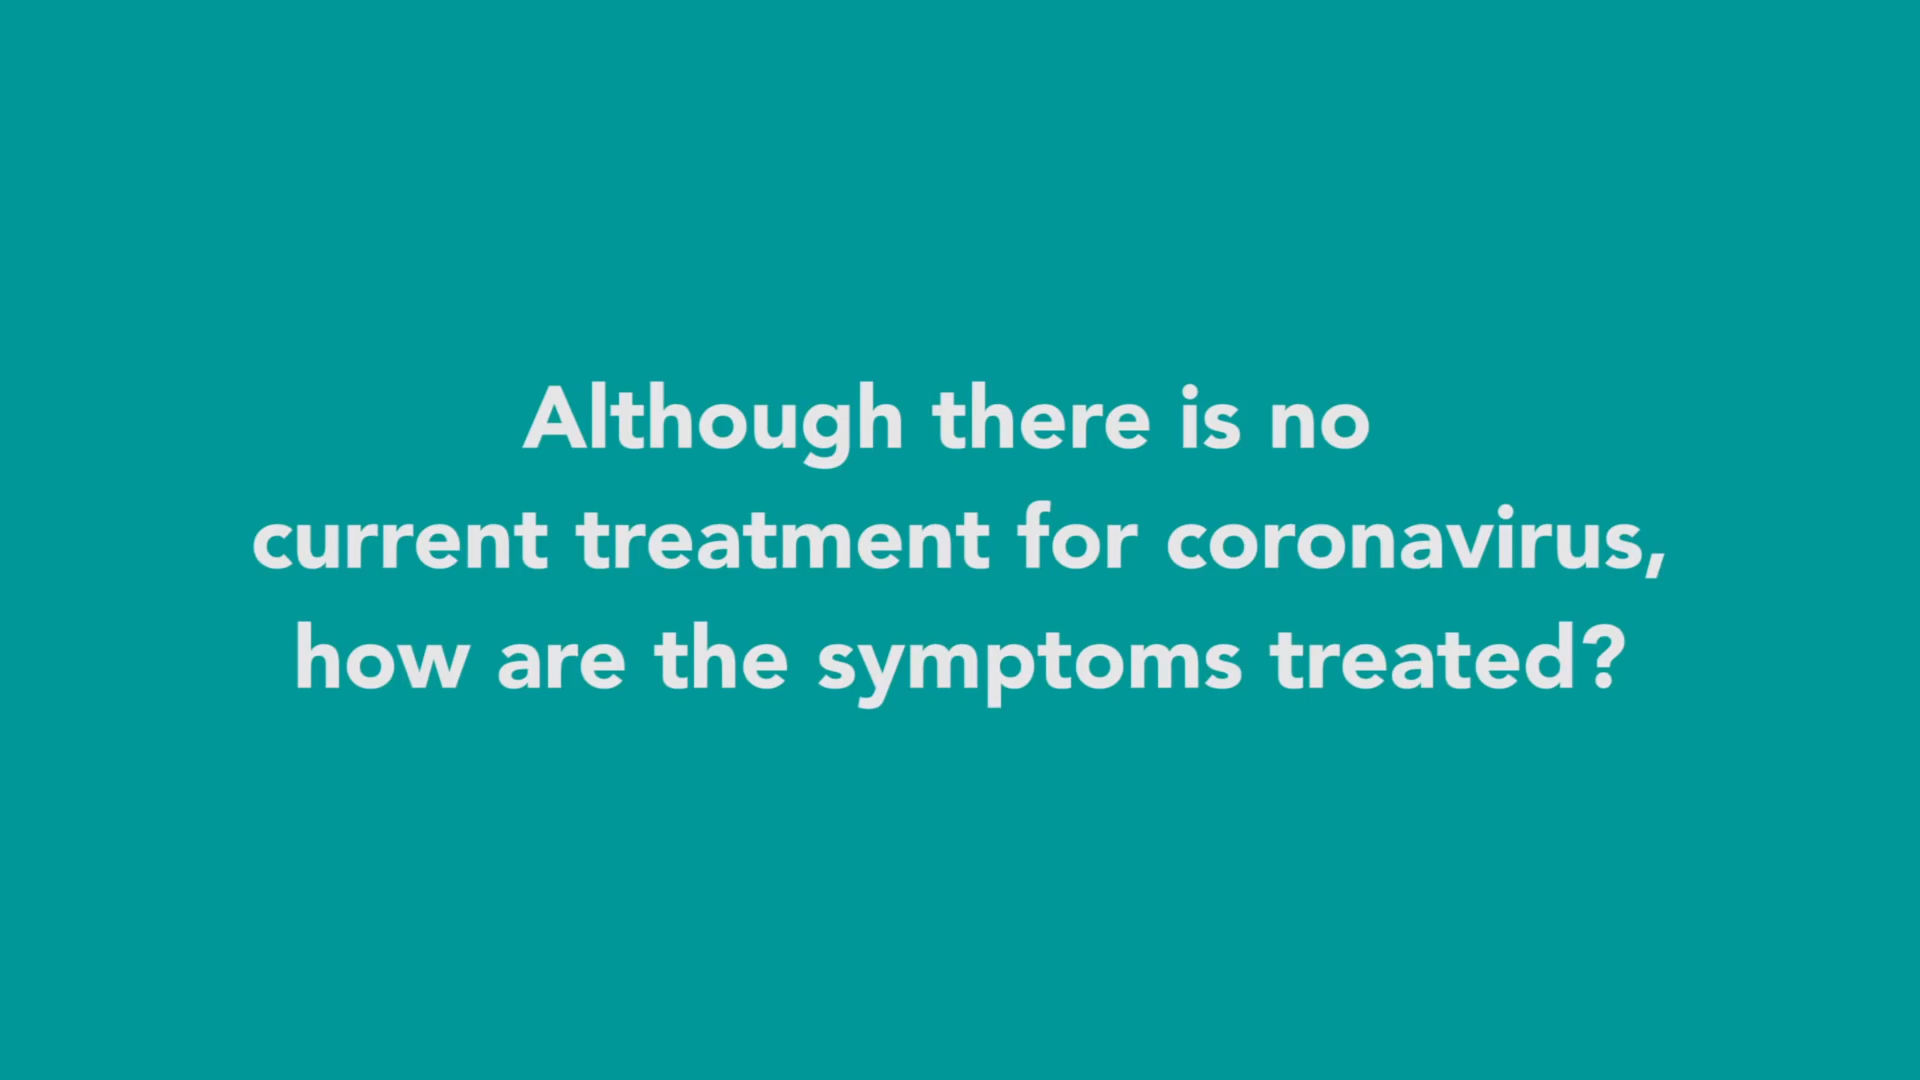 Although there is no
current treatment for coronavirus,
how are the symptoms treated?